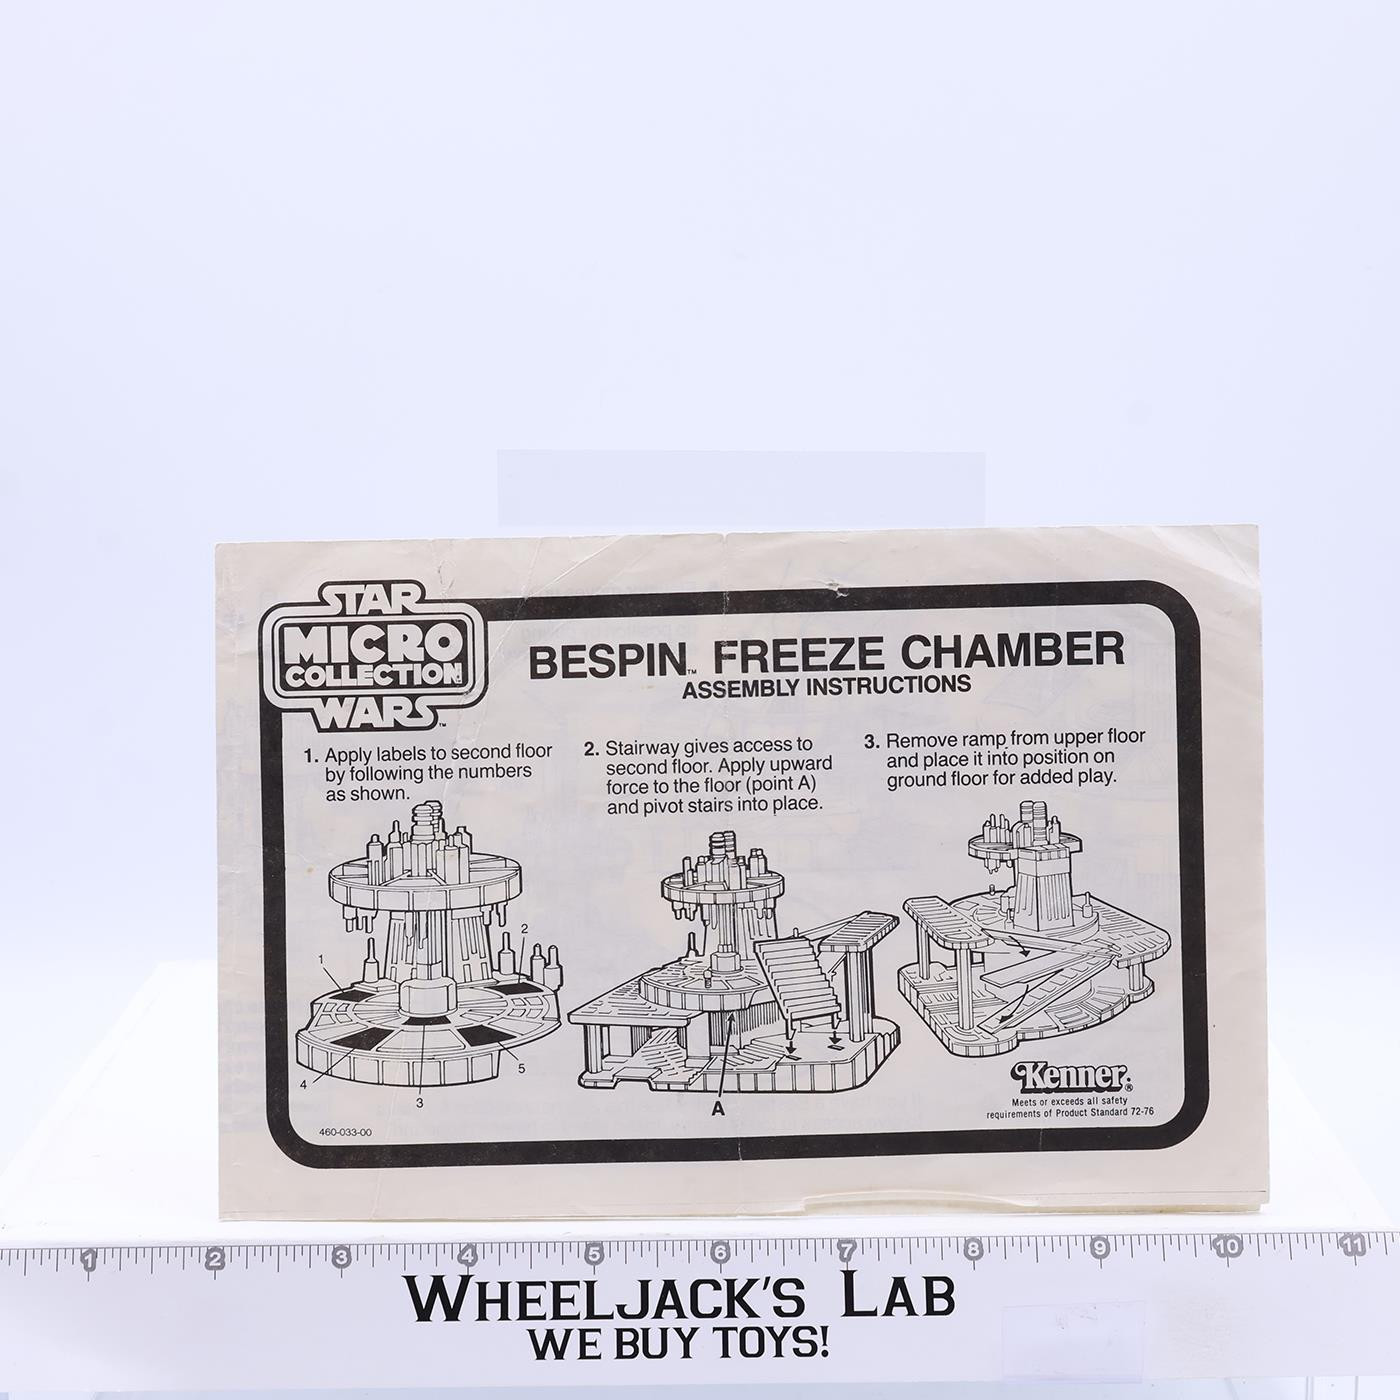 STAR
MICRO
COLLECTION
WARS™
BESPIN™ FREEZE CHAMBER
ASSEMBLY INSTRUCTIONS
1. Apply labels to second floor
by following the numbers
as shown.
2. Stairway gives access to
second floor. Apply upward
force to the floor (point A)
and pivot stairs into place.
3. Remove ramp from upper floor
and place it into position on
ground floor for added play.
1
2
4
3
5
A
Kenner®
Meets or exceeds all safety
requirements of Product Standard 72-76
460-033-00
1 2 3 4 5 6 7 8 9 10 11
WHEELJACK'S LAB
WE BUY TOYS!